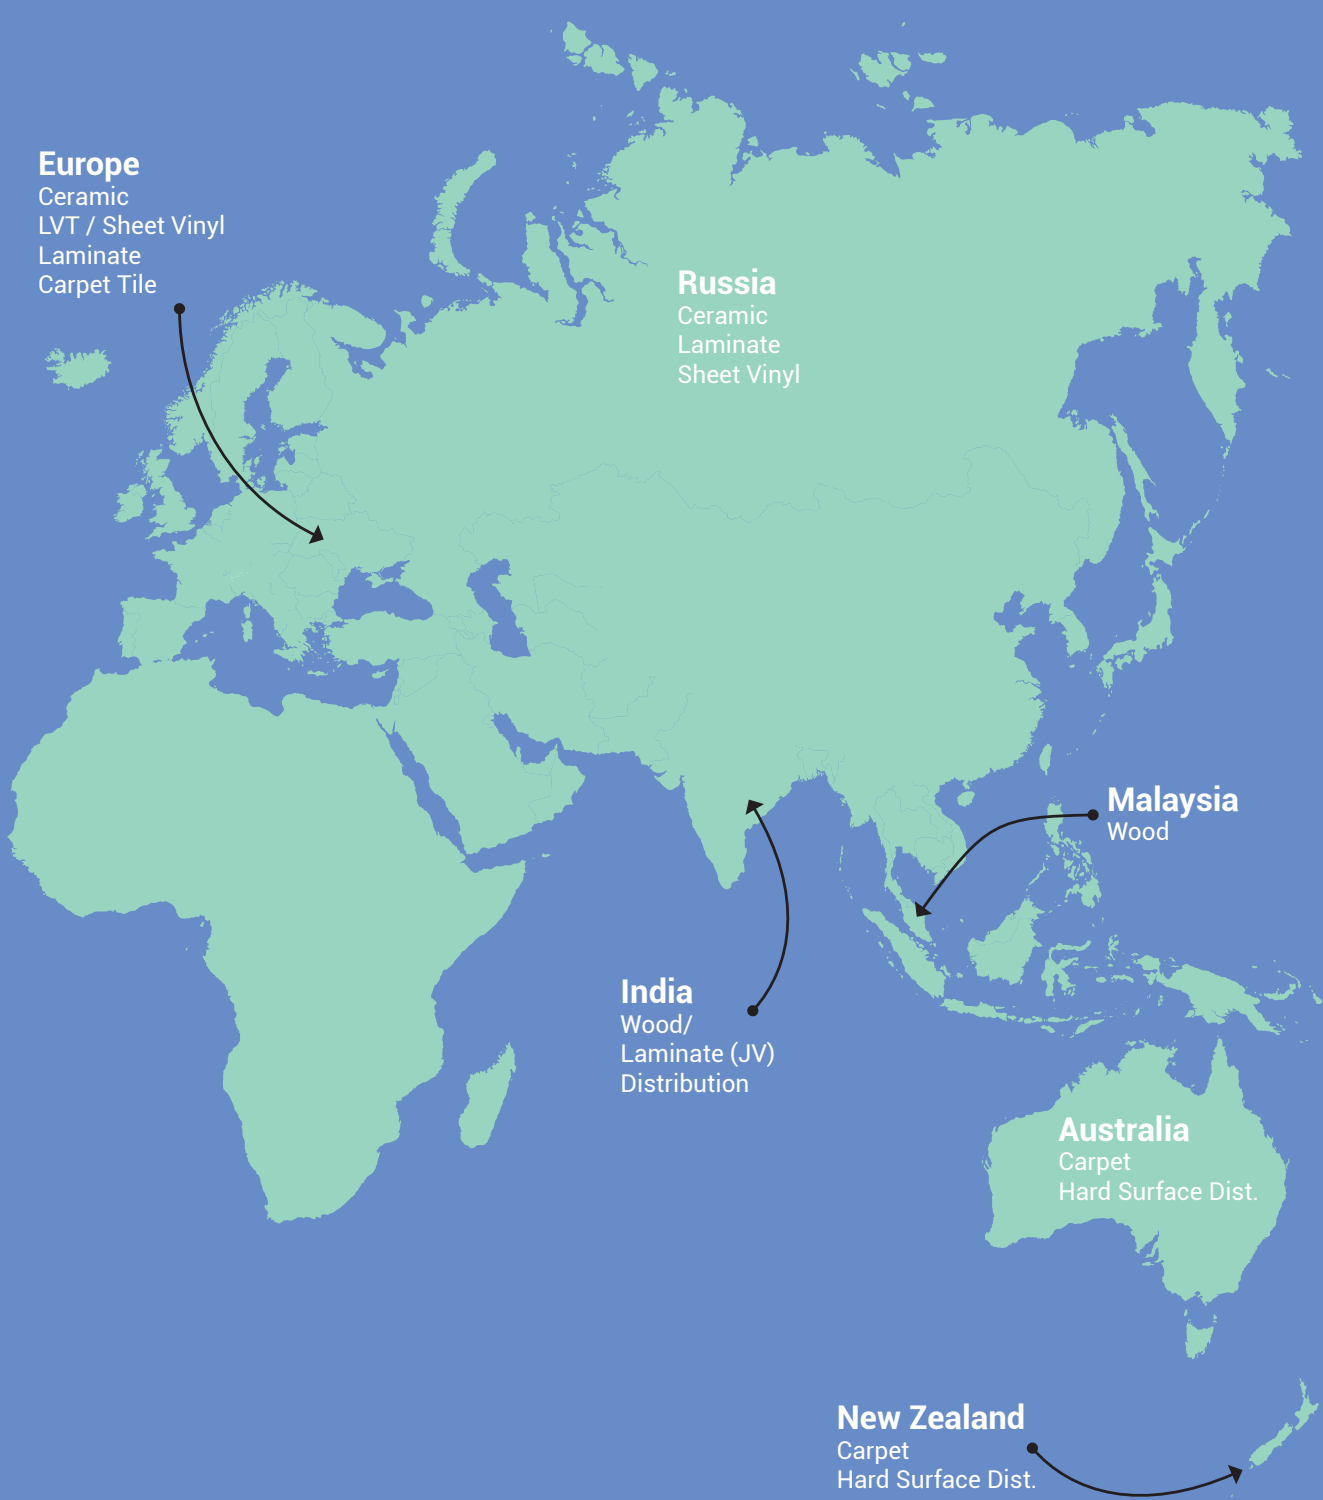 Europe
Ceramic
LVT / Sheet Vinyl
Laminate
Carpet Tile
Russia
Ceramic
Laminate
Sheet Vinyl
Malaysia
Wood
India
Wood/
Laminate (JV)
Distribution
Australia
Carpet
Hard Surface Dist.
New Zealand
Carpet
Hard Surface Dist.